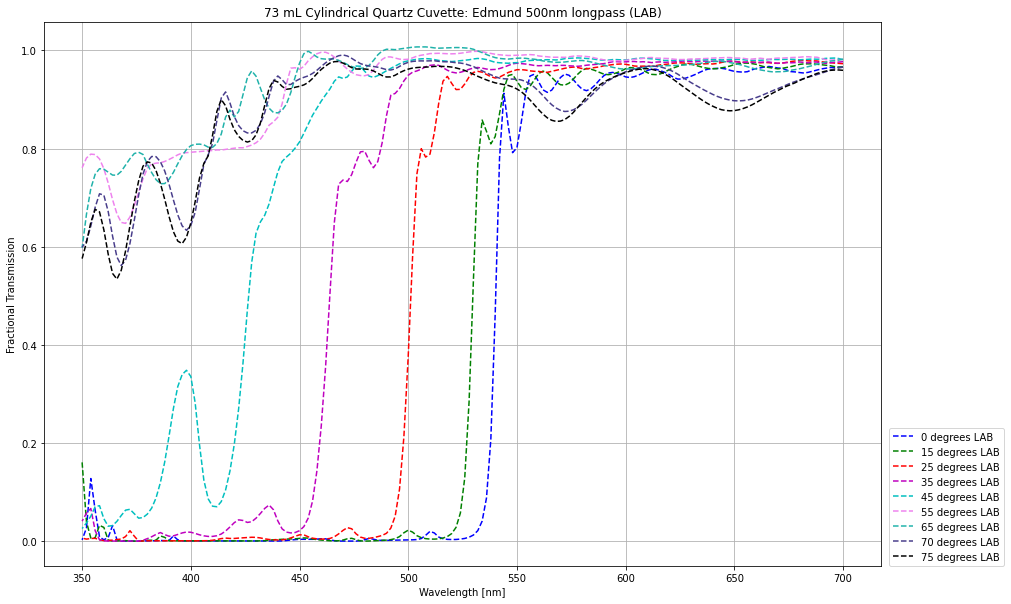 73 mL Cylindrical Quartz Cuvette: Edmund 500nm longpass (LAB)
Fractional Transmission
1.0
0.8
0.6
0.4
0.2
0.0
350 400 450 500 550 600 650 700
Wavelength [nm]
0 degrees LAB
15 degrees LAB
25 degrees LAB
35 degrees LAB
45 degrees LAB
55 degrees LAB
65 degrees LAB
70 degrees LAB
75 degrees LAB